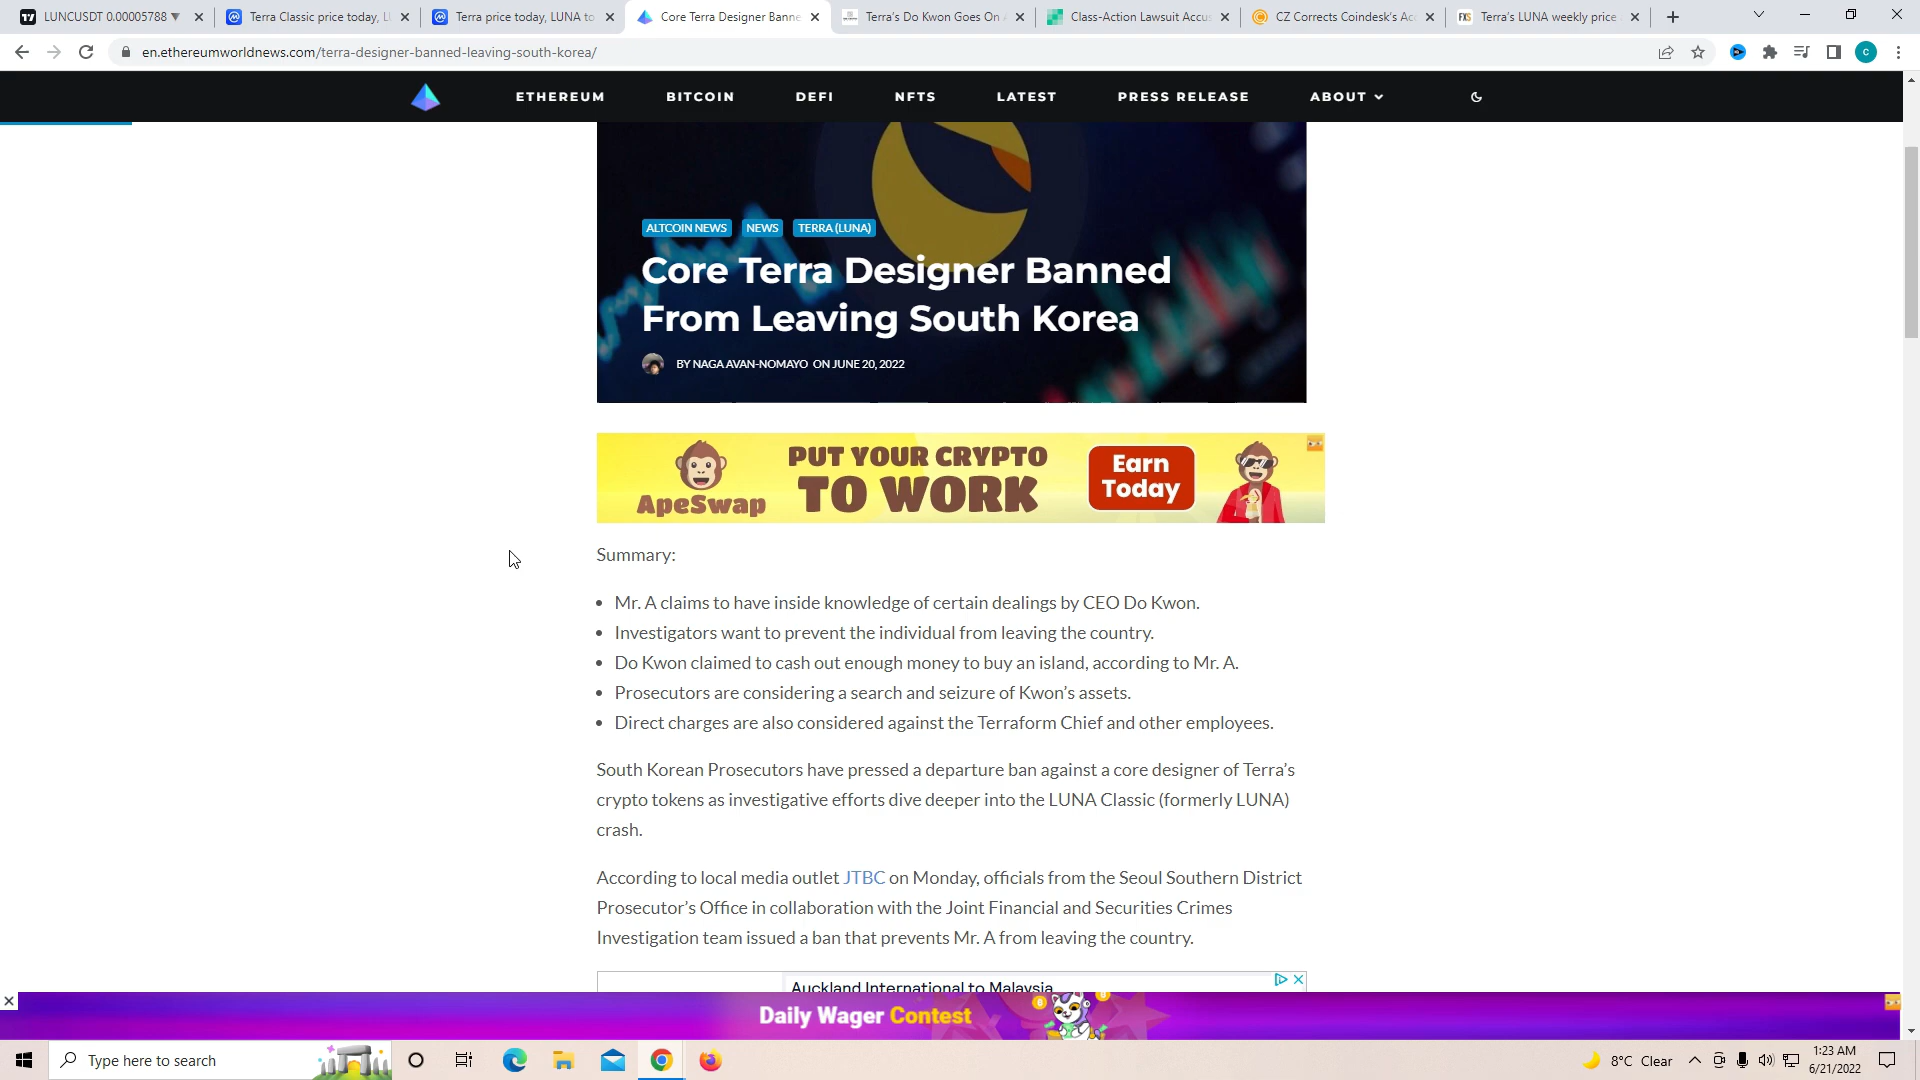 LUNCUSDT 0.00005788 ▼
Terra Classic price today, L
Terra price today, LUNA to
Core Terra Designer Banne
Terra's Do Kwon Goes On
Class-Action Lawsuit Accus
CZ Corrects Coindesk's Ac
FXS
Terra's LUNA weekly price
en.ethereumworldnews.com/terra-designer-banned-leaving-south-korea/
C
ETHEREUM
BITCOIN
DEFI
NFTS
LATEST
PRESS RELEASE
ABOUT
ALTCOIN NEWS
NEWS
TERRA (LUNA)
Core Terra Designer Banned
From Leaving South Korea
BY NAGA AVAN-NOMAYO ON JUNE 20, 2022
ApeSwap
PUT YOUR CRYPTO
TO WORK
Earn
Today
Summary:
• Mr. A claims to have inside knowledge of certain dealings by CEO Do Kwon.
• Investigators want to prevent the individual from leaving the country.
• Do Kwon claimed to cash out enough money to buy an island, according to Mr. A.
• Prosecutors are considering a search and seizure of Kwon's assets.
• Direct charges are also considered against the Terraform Chief and other employees.
South Korean Prosecutors have pressed a departure ban against a core designer of Terra's
crypto tokens as investigative efforts dive deeper into the LUNA Classic (formerly LUNA)
crash.
According to local media outlet JTBC on Monday, officials from the Seoul Southern District
Prosecutor's Office in collaboration with the Joint Financial and Securities Crimes
Investigation team issued a ban that prevents Mr. A from leaving the country.
Auckland International to Malaysia
Daily Wager Contest
Type here to search
8°C Clear
1:23 AM
6/21/2022